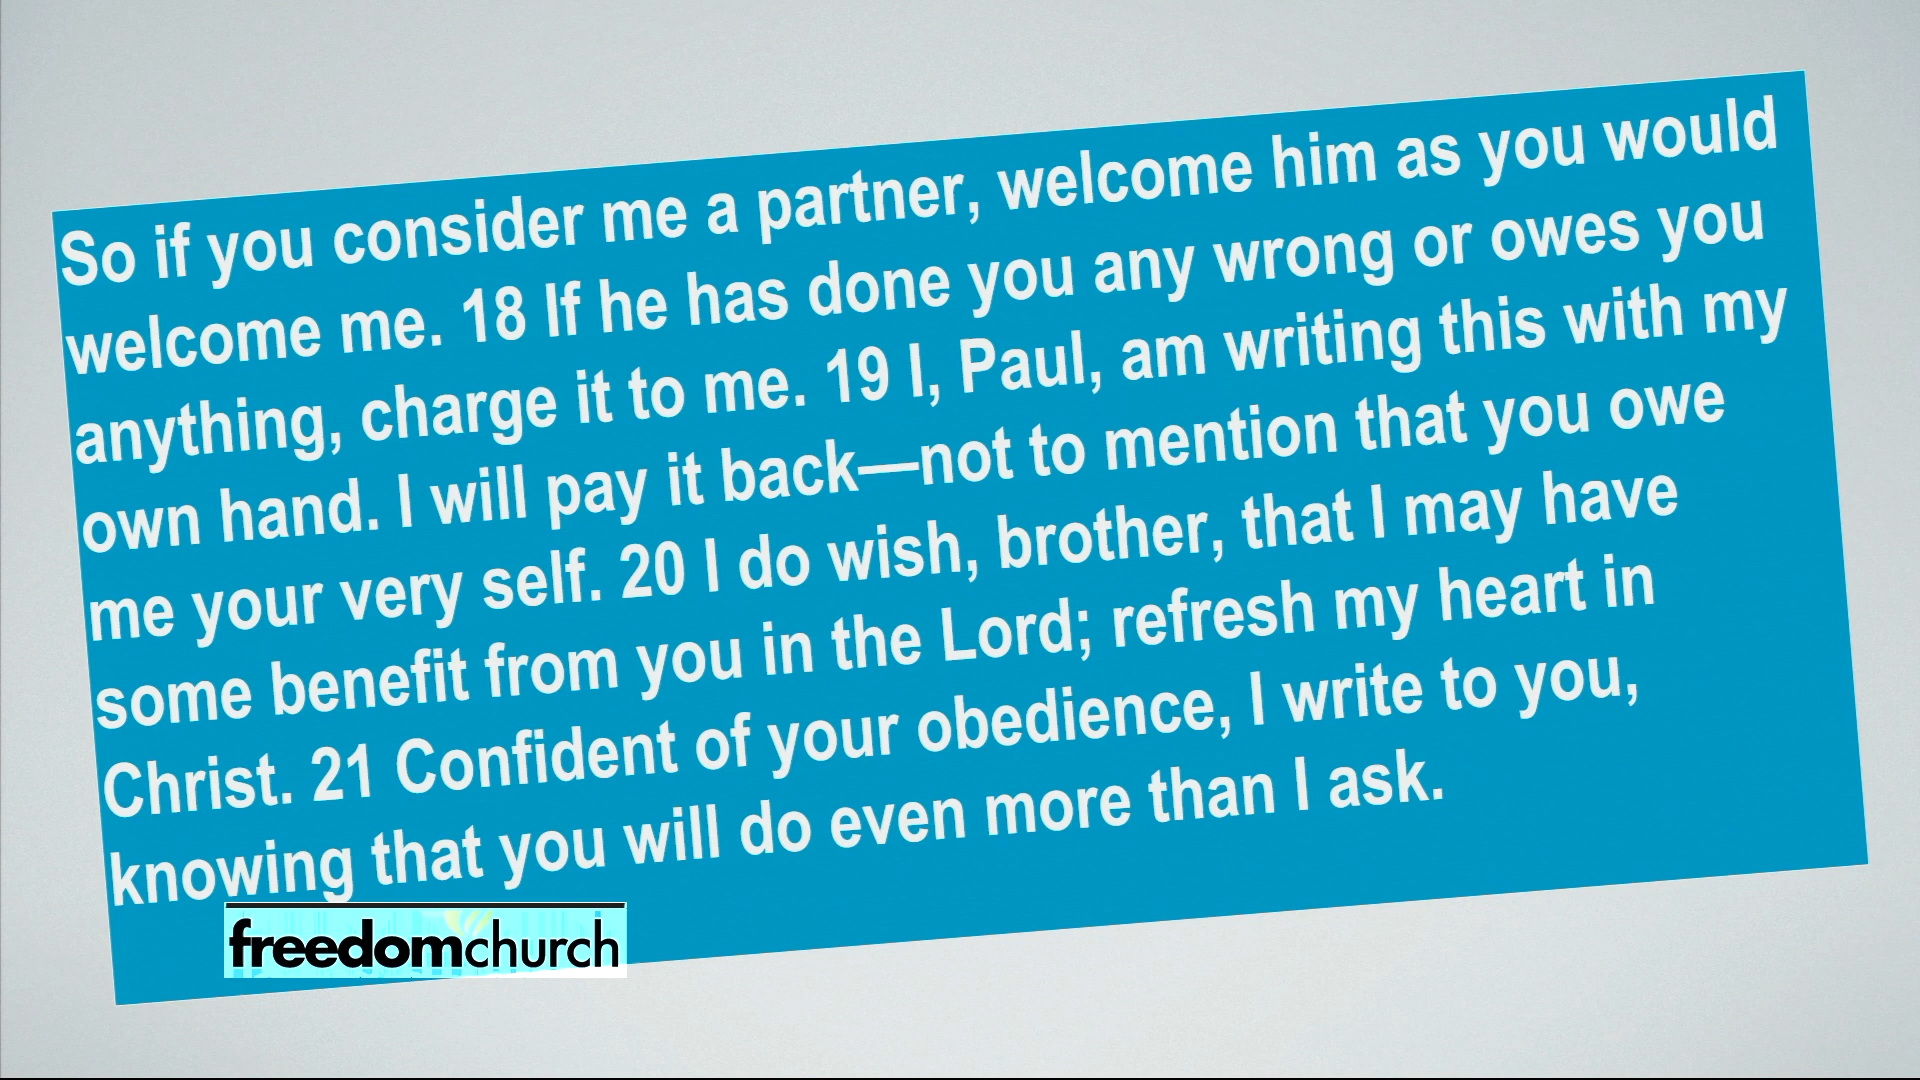 So if you consider me a partner, welcome him as you would
welcome me. 18 If he has done you any wrong or owes you
anything, charge it to me. 19 I, Paul, am writing this with my
own hand. I will pay it back—not to mention that you owe
me your very self. 20 I do wish, brother, that I may have
some benefit from you in the Lord; refresh my heart in
Christ. 21 Confident of your obedience, I write to you,
knowing that you will do even more than I ask.
freedomchurch